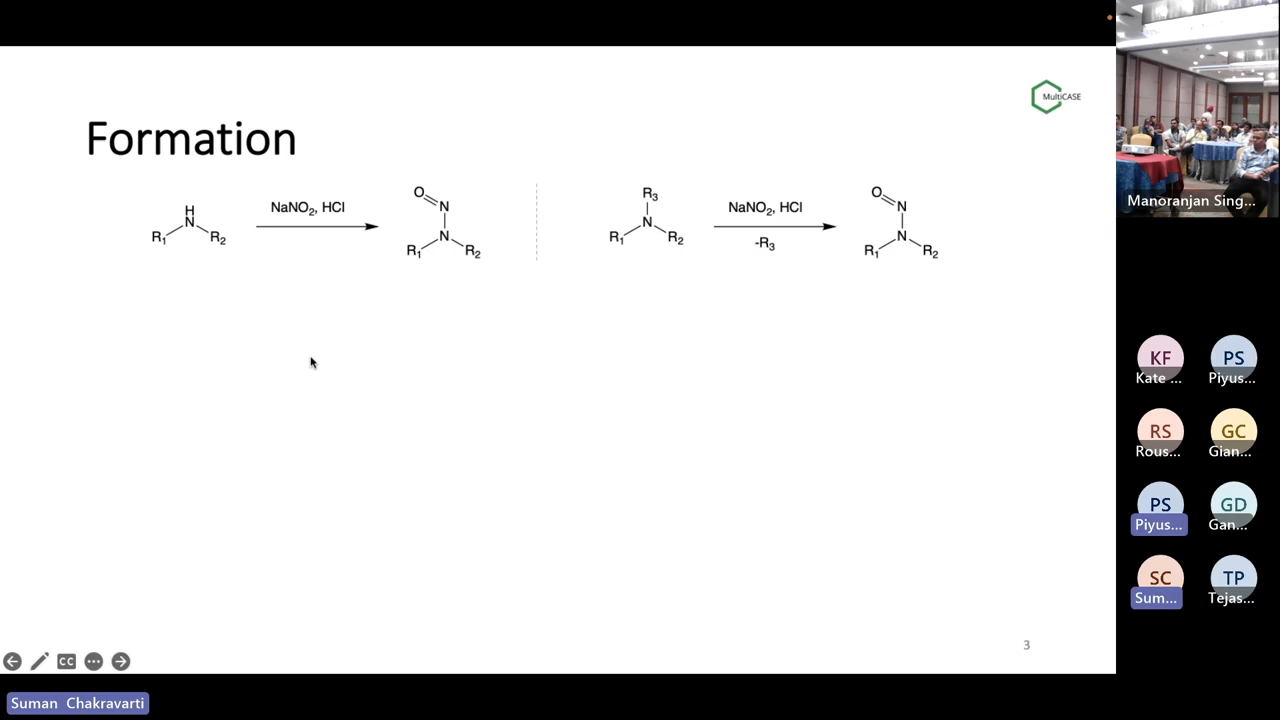 MultiCASE
Formation
H
N
R₁ R₂
NaNO₂, HCl
O
N
N
R₁ R₂
R₃
N
R₁ R₂
NaNO₂, HCl
-R₃
O
N
N
R₁ R₂
3
CC
Suman Chakravarti
Manoranjan Sing...
KF
Kate ...
PS
Piyus...
RS
Rous...
GC
Gian...
PS
Piyus...
GD
Gan...
SC
Sum...
TP
Tejas...